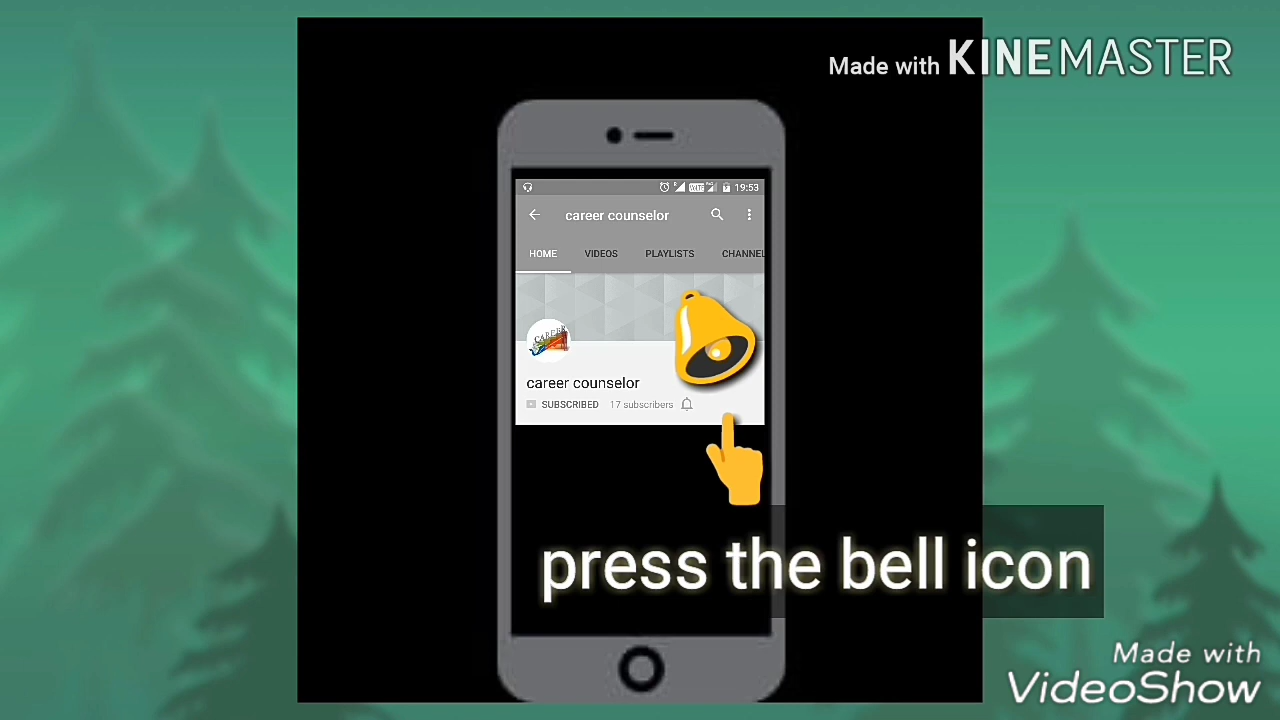 Made with KINEMASTER
19:53
career counselor
HOME VIDEOS PLAYLISTS CHANNEL
CAREER
career counselor
SUBSCRIBED 17 subscribers
press the bell icon
Made with
VideoShow